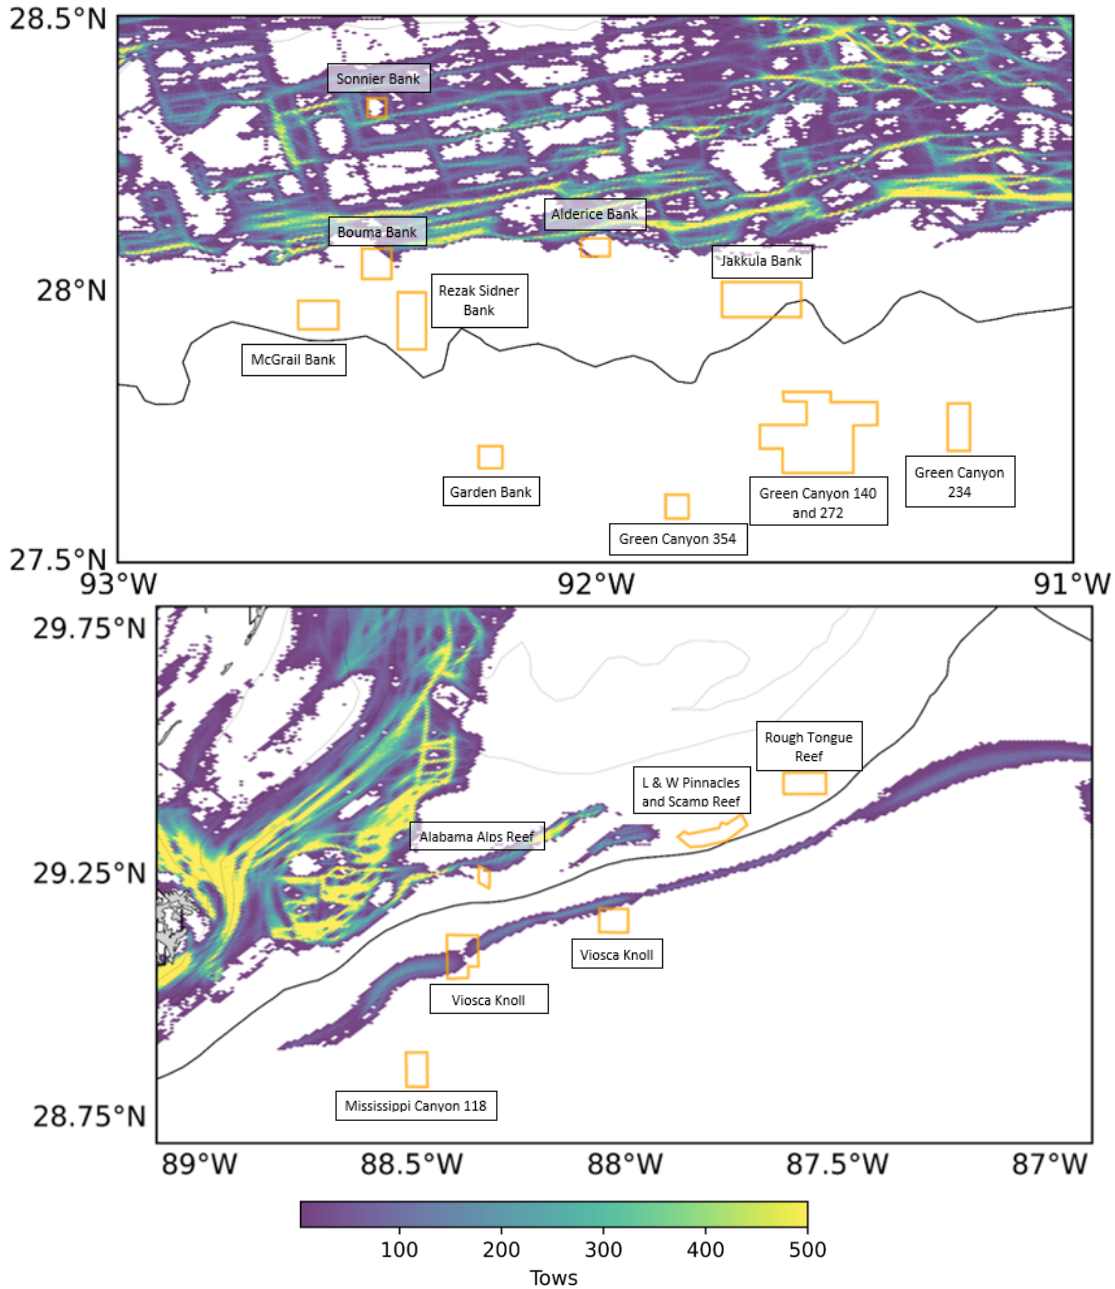 28.5°N
Sonnier Bank
Alderice Bank
Bouma Bank
Jakkula Bank
28°N
Rezak Sidner
Bank
McGrail Bank
Green Canyon
234
Garden Bank
Green Canyon 140
and 272
Green Canyon 354
27.5°N
93°W
92°W
91°W
29.75°N
Rough Tongue
Reef
L & W Pinnacles
and Scamp Reef
Alabama Alps Reef
29.25°N
Viosca Knoll
Viosca Knoll
Mississippi Canyon 118
28.75°N
89°W
88.5°W
88°W
87.5°W
87°W
100
200
300
400
500
Tows